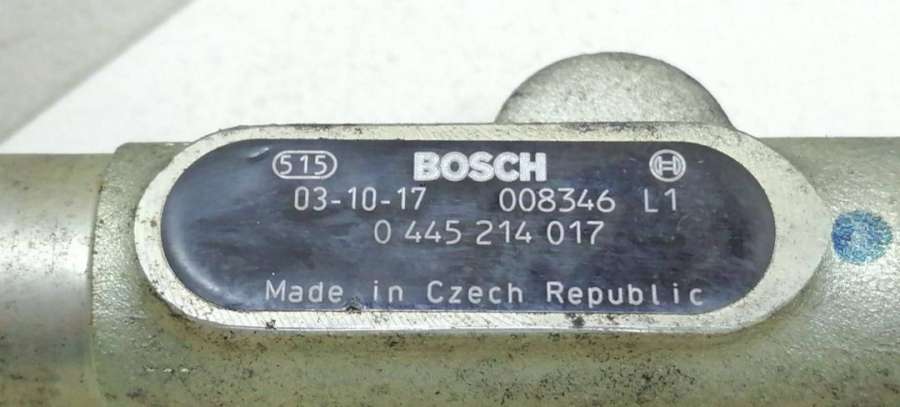 515 BOSCH
03-10-17 008346 L1
0 445 214 017
Made in Czech Republic